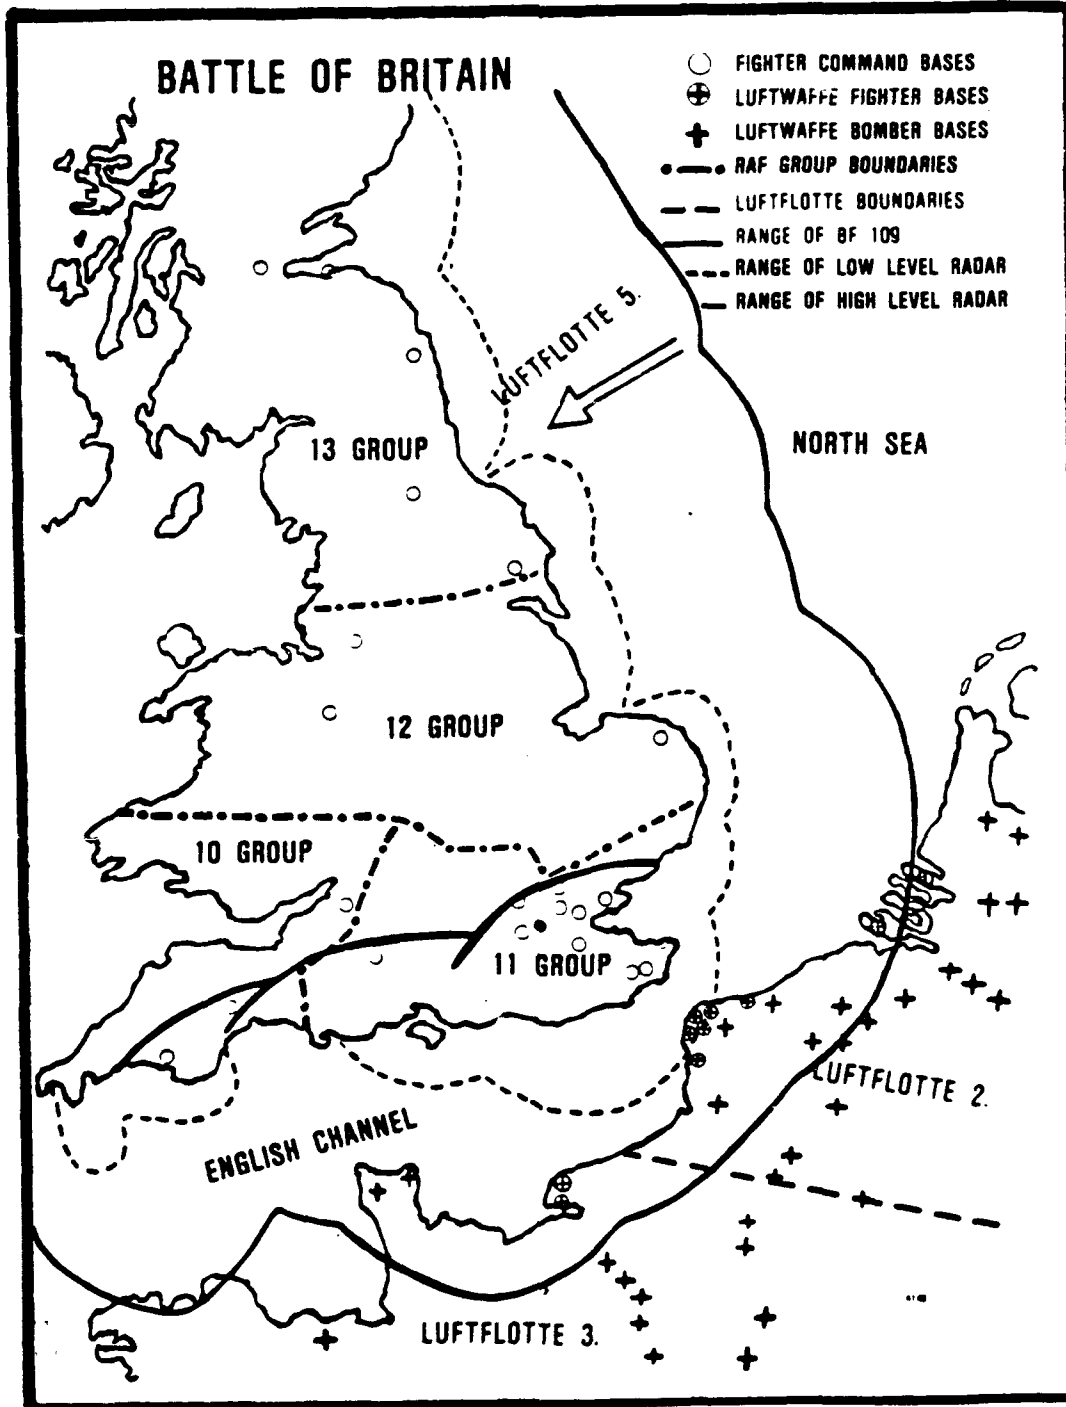 BATTLE OF BRITAIN
FIGHTER COMMAND BASES
LUFTWAFFE FIGHTER BASES
LUFTWAFFE BOMBER BASES
RAF GROUP BOUNDARIES
LUFTFLOTTE BOUNDARIES
RANGE OF BF 109
RANGE OF LOW LEVEL RADAR
RANGE OF HIGH LEVEL RADAR
LUFTFLOTTE 5.
13 GROUP
NORTH SEA
12 GROUP
10 GROUP
11 GROUP
LUFTFLOTTE 2.
ENGLISH CHANNEL
LUFTFLOTTE 3.